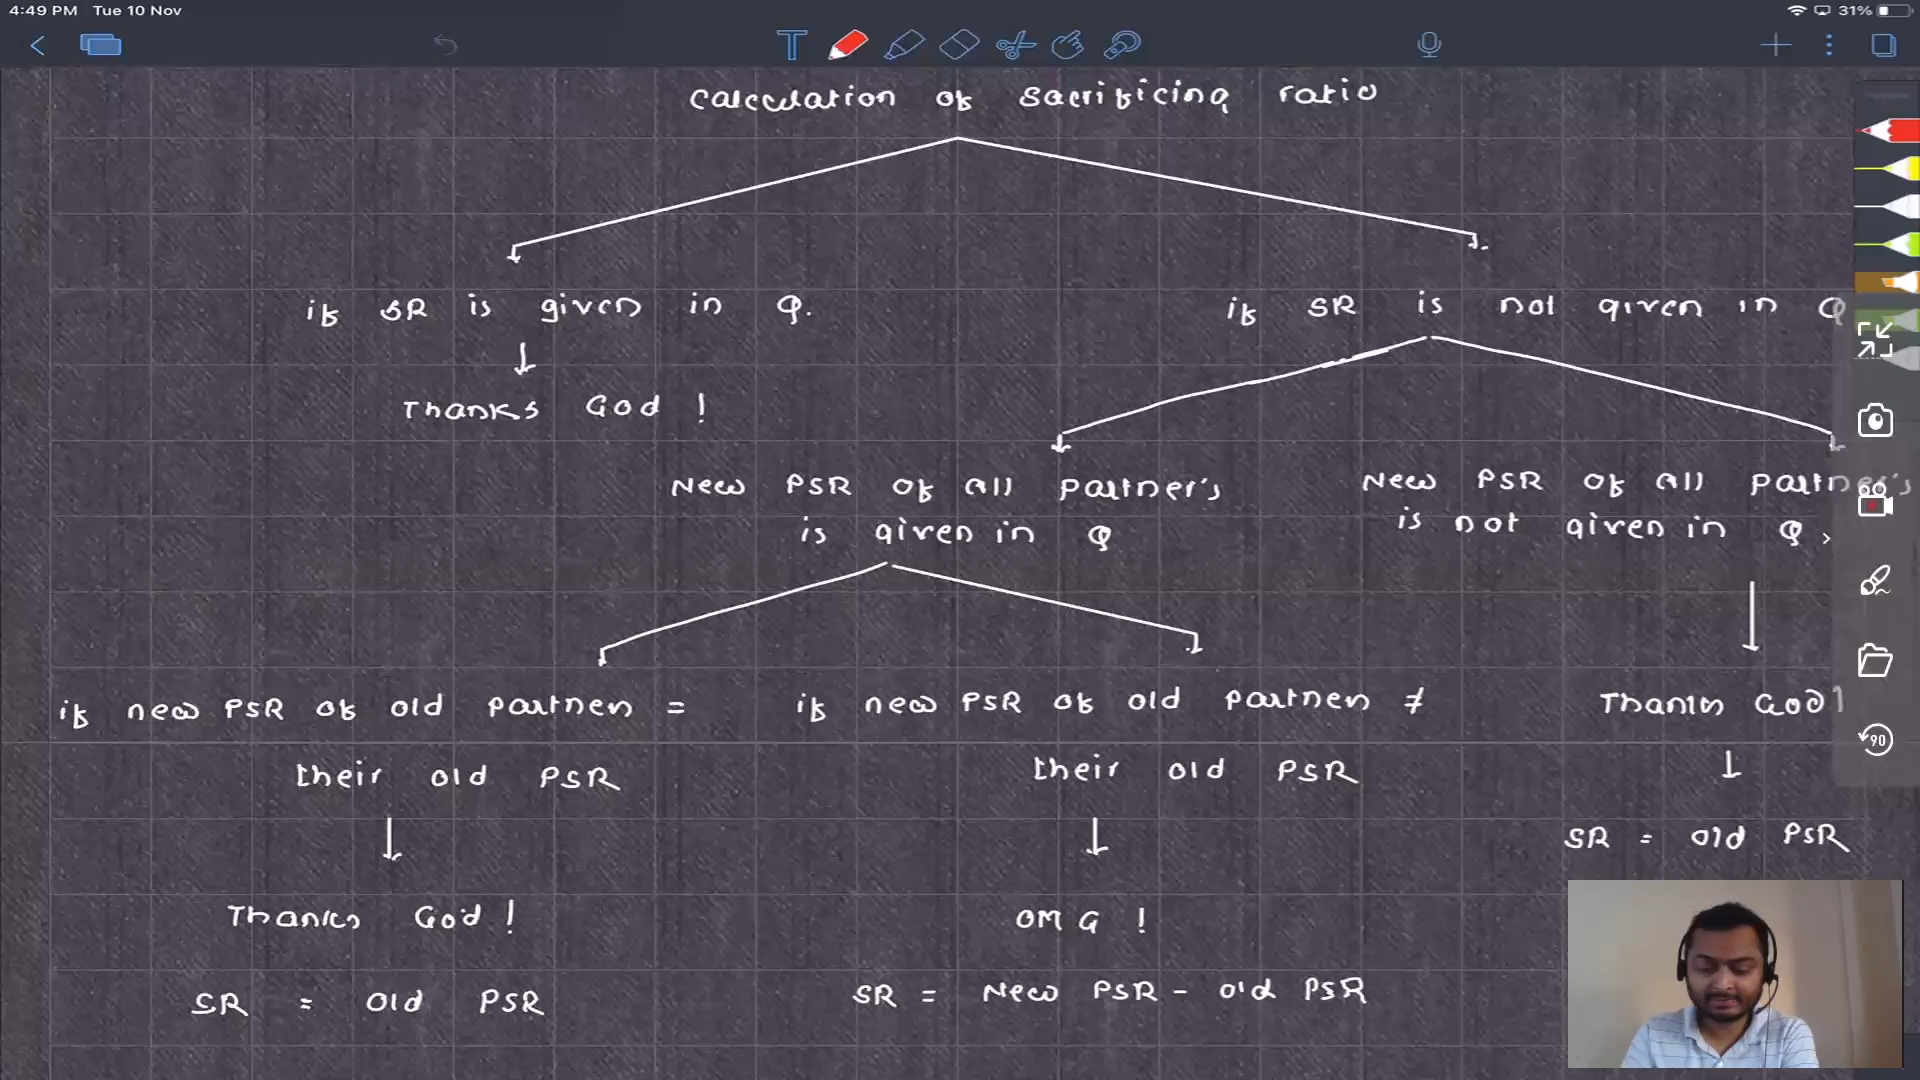 4:49 PM Tue 10 Nov
31%
T
Calculation of Sacrificing ratio
if SR is given in Q.
if SR is not given in Q
Thanks God !
New PSR of all partner's
is given in Q
New PSR of all partner's
is not given in Q
90
if new PSR of old partners =
their old PSR
if new PSR of old partners ≠
their old PSR
Thanks God!
Thanks God !
OMG !
SR = old PSR
SR = old PSR
SR = New PSR - old PSR